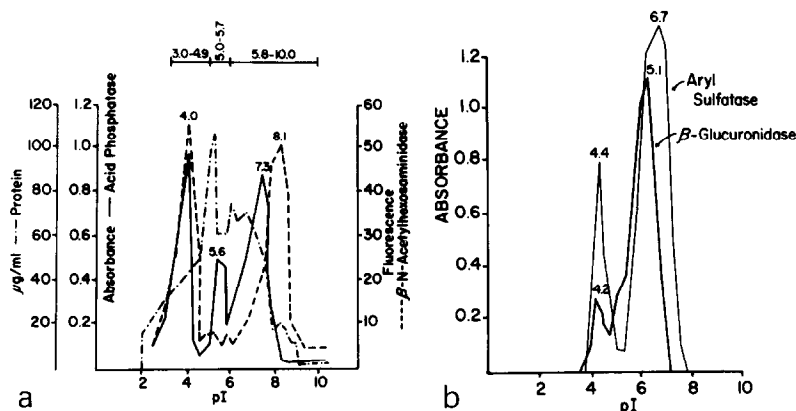 3.0-4.9
5.0-5.7
5.8-10.0
µg/ml -·- Protein
120
100
80
60
40
20
Absorbance — Acid Phosphatase
1.2
1.0
0.8
0.6
0.4
0.2
4.0
5.6
7.3
8.1
60
50
40
30
20
10
Fluorescence
---- β-N-Acetylhexosaminidase
2 4 6 8 10
pI
a
ABSORBANCE
1.2
1.0
0.8
0.6
0.4
0.2
4.4
4.2
6.7
5.1
Aryl
Sulfatase
β-Glucuronidase
2 4 6 8 10
pI
b